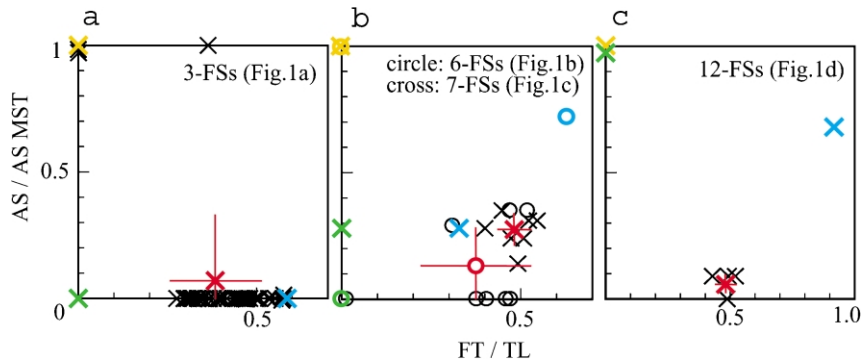 a b c
1
3-FSs (Fig.1a)
circle: 6-FSs (Fig.1b)
cross: 7-FSs (Fig.1c)
12-FSs (Fig.1d)
AS / AS MST
0.5
0
0.5
0.5
0.5
1.0
FT / TL